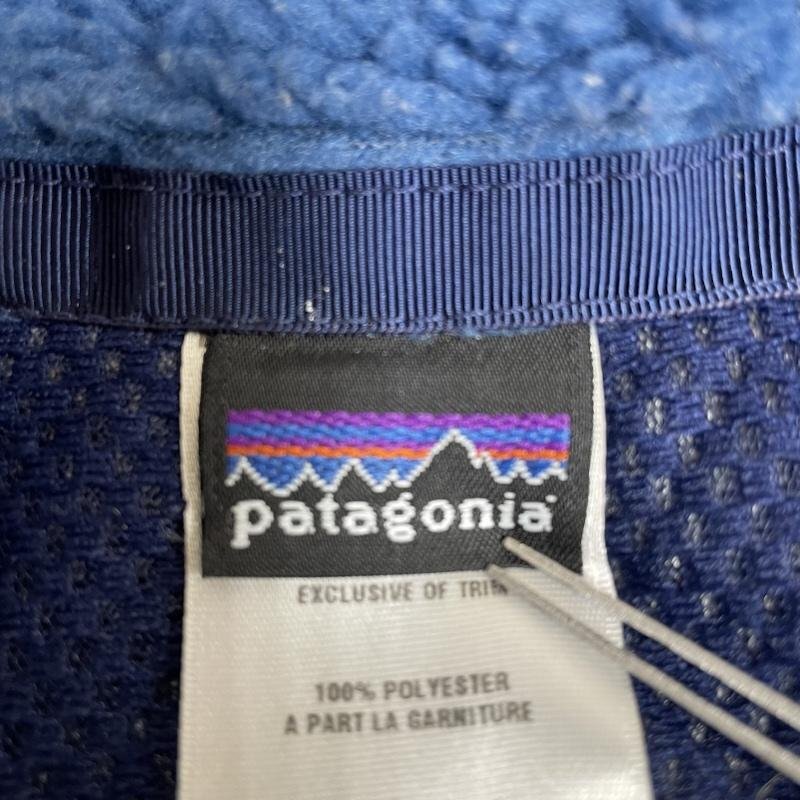 patagonia
EXCLUSIVE OF TRIM
100% POLYESTER
A PART LA GARNITURE